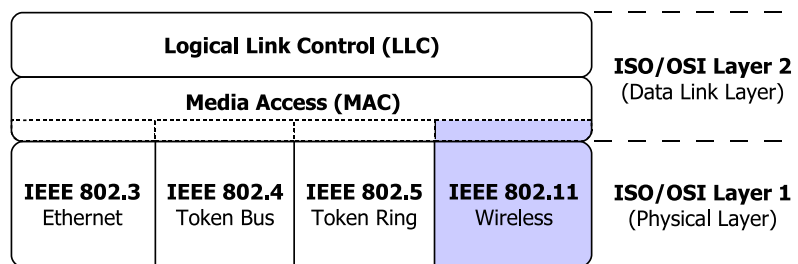 Logical Link Control (LLC)
ISO/OSI Layer 2
(Data Link Layer)
Media Access (MAC)
IEEE 802.3
Ethernet
IEEE 802.4
Token Bus
IEEE 802.5
Token Ring
IEEE 802.11
Wireless
ISO/OSI Layer 1
(Physical Layer)